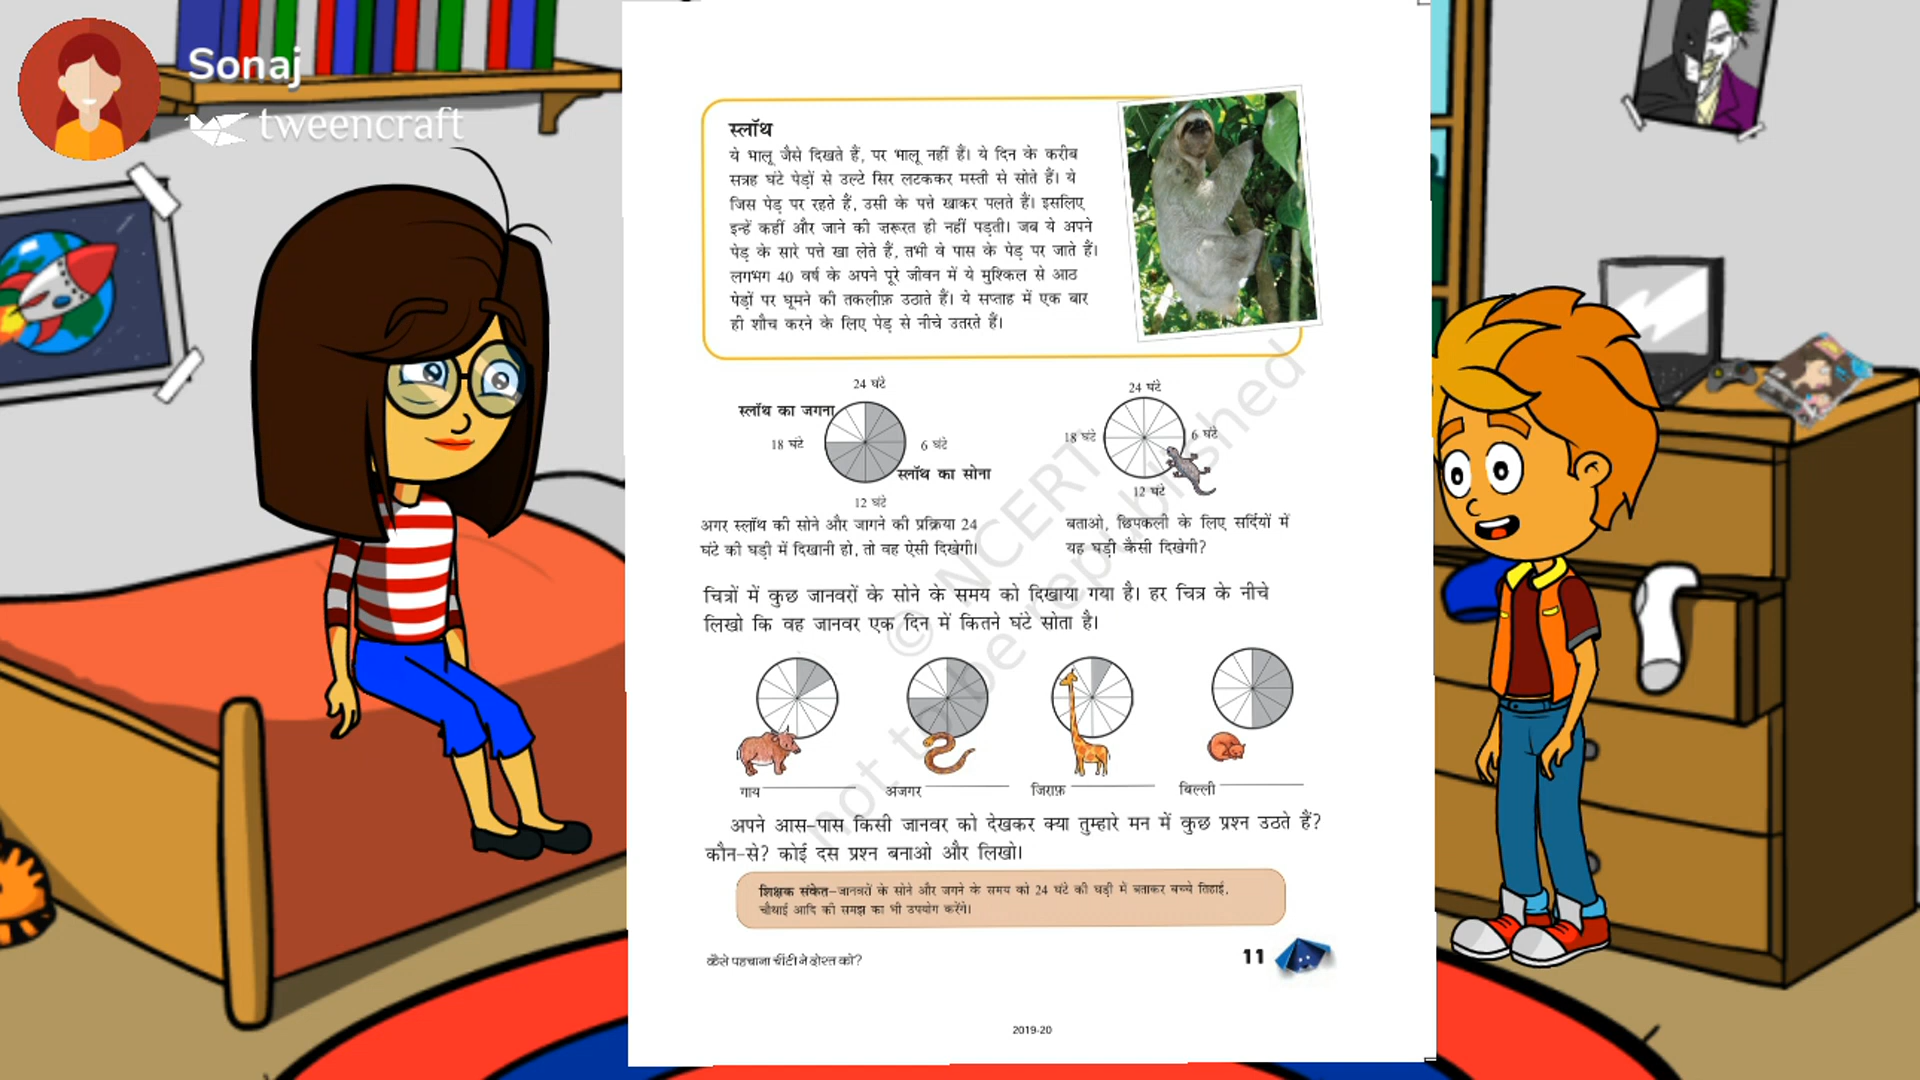 Sonaj
tweencraft
स्लॉथ
ये भालू जैसे दिखते हैं, पर भालू नहीं हैं। ये दिन के करीब
सत्रह घंटे पेड़ों से उल्टे सिर लटककर मस्ती से सोते हैं। ये
जिस पेड़ पर रहते हैं, उसी के पत्ते खाकर पलते हैं। इसलिए
इन्हें कहीं और जाने की ज़रूरत ही नहीं पड़ती। जब ये अपने
पेड़ के सारे पत्ते खा लेते हैं, तभी वे पास के पेड़ पर जाते हैं।
लगभग 40 वर्ष के अपने पूरे जीवन में ये मुश्किल से आठ
पेड़ों पर घूमने की तकलीफ़ उठाते हैं। ये सप्ताह में एक बार
ही शौच करने के लिए पेड़ से नीचे उतरते हैं।
24 घंटे
स्लॉथ का जगना
18 घंटे
6 घंटे
स्लॉथ का सोना
12 घंटे
24 घंटे
18 घंटे
6 घंटे
12 घंटे
अगर स्लॉथ की सोने और जागने की प्रक्रिया 24
घंटे की घड़ी में दिखानी हो, तो वह ऐसी दिखेगी।
बताओ, छिपकली के लिए सर्दियों में
यह घड़ी कैसी दिखेगी?
चित्रों में कुछ जानवरों के सोने के समय को दिखाया गया है। हर चित्र के नीचे
लिखो कि वह जानवर एक दिन में कितने घंटे सोता है।
गाय
अजगर
जिराफ़
बिल्ली
अपने आस-पास किसी जानवर को देखकर क्या तुम्हारे मन में कुछ प्रश्न उठते हैं?
कौन-से? कोई दस प्रश्न बनाओ और लिखो।
शिक्षक संकेत–जानवरों के सोने और जगने के समय को 24 घंटे की घड़ी में बताकर बच्चे तिहाई,
चौथाई आदि की समझ का भी उपयोग करेंगे।
कैसे पहचाना चींटी ने दोस्त को?
11
2019-20
© NCERT
not to be republished